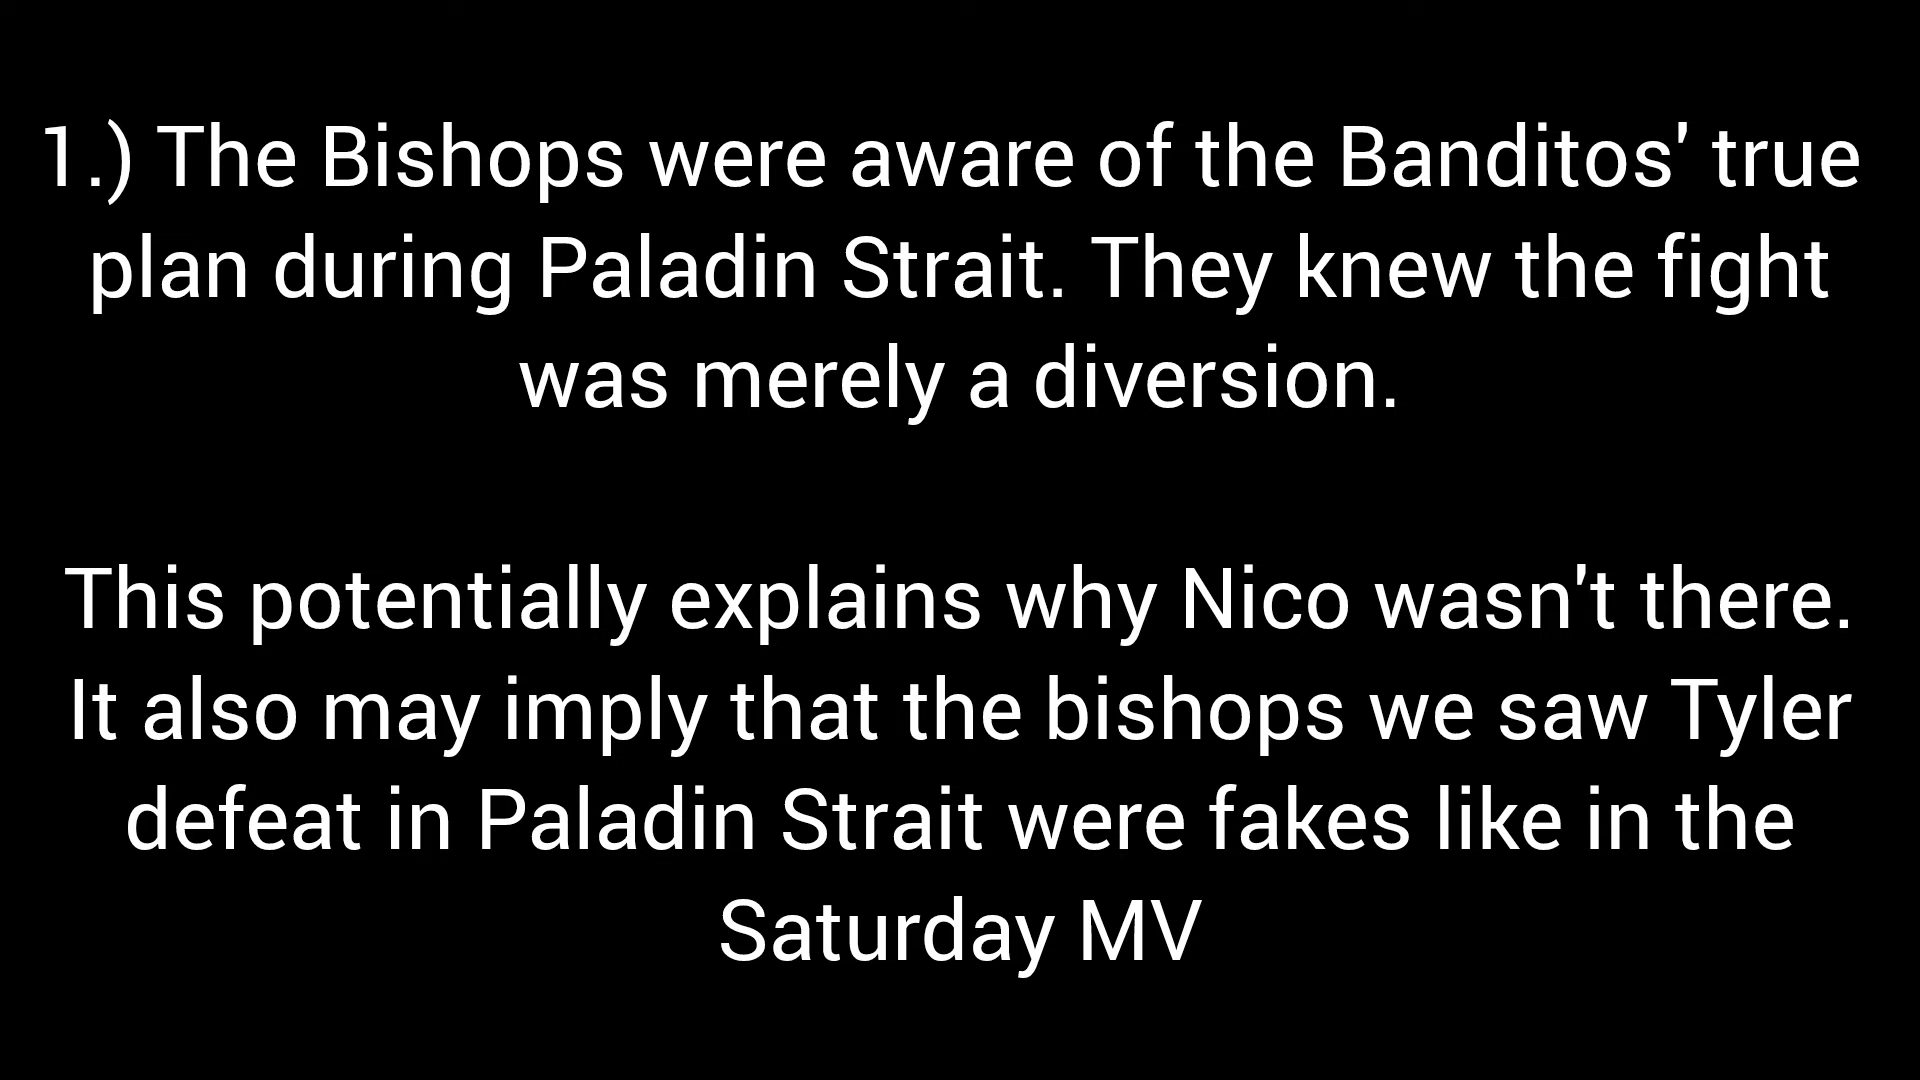 1.) The Bishops were aware of the Banditos' true
plan during Paladin Strait. They knew the fight
was merely a diversion.
This potentially explains why Nico wasn't there.
It also may imply that the bishops we saw Tyler
defeat in Paladin Strait were fakes like in the
Saturday MV